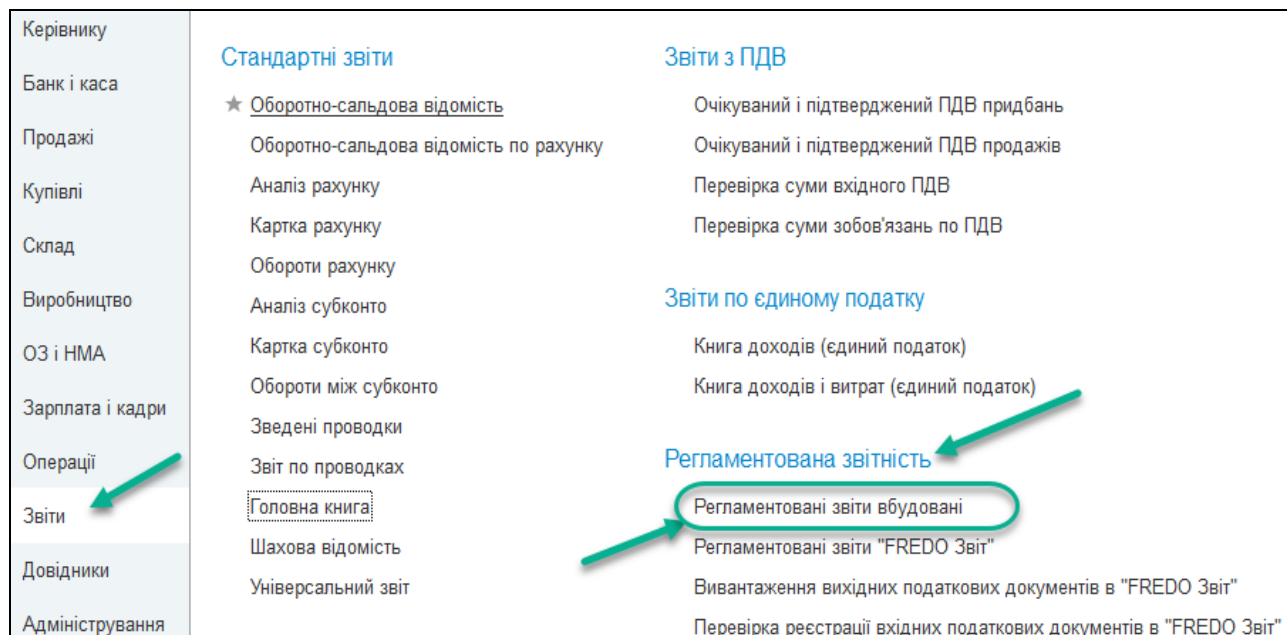 Керівнику
Банк і каса
Продажі
Купівлі
Склад
Виробництво
ОЗ і НМА
Зарплата і кадри
Операції
Звіти
Довідники
Адміністрування
Стандартні звіти
Оборотно-сальдова відомість
Оборотно-сальдова відомість по рахунку
Аналіз рахунку
Картка рахунку
Обороти рахунку
Аналіз субконто
Картка субконто
Обороти між субконто
Зведені проводки
Звіт по проводках
Головна книга
Шахова відомість
Універсальний звіт
Звіти з ПДВ
Очікуваний і підтверджений ПДВ придбань
Очікуваний і підтверджений ПДВ продажів
Перевірка суми вхідного ПДВ
Перевірка суми зобов'язань по ПДВ
Звіти по єдиному податку
Книга доходів (єдиний податок)
Книга доходів і витрат (єдиний податок)
Регламентована звітність
Регламентовані звіти вбудовані
Регламентовані звіти "FREDO Звіт"
Вивантаження вихідних податкових документів в "FREDO Звіт"
Перевірка реєстрації вхідних податкових документів в "FREDO Звіт"